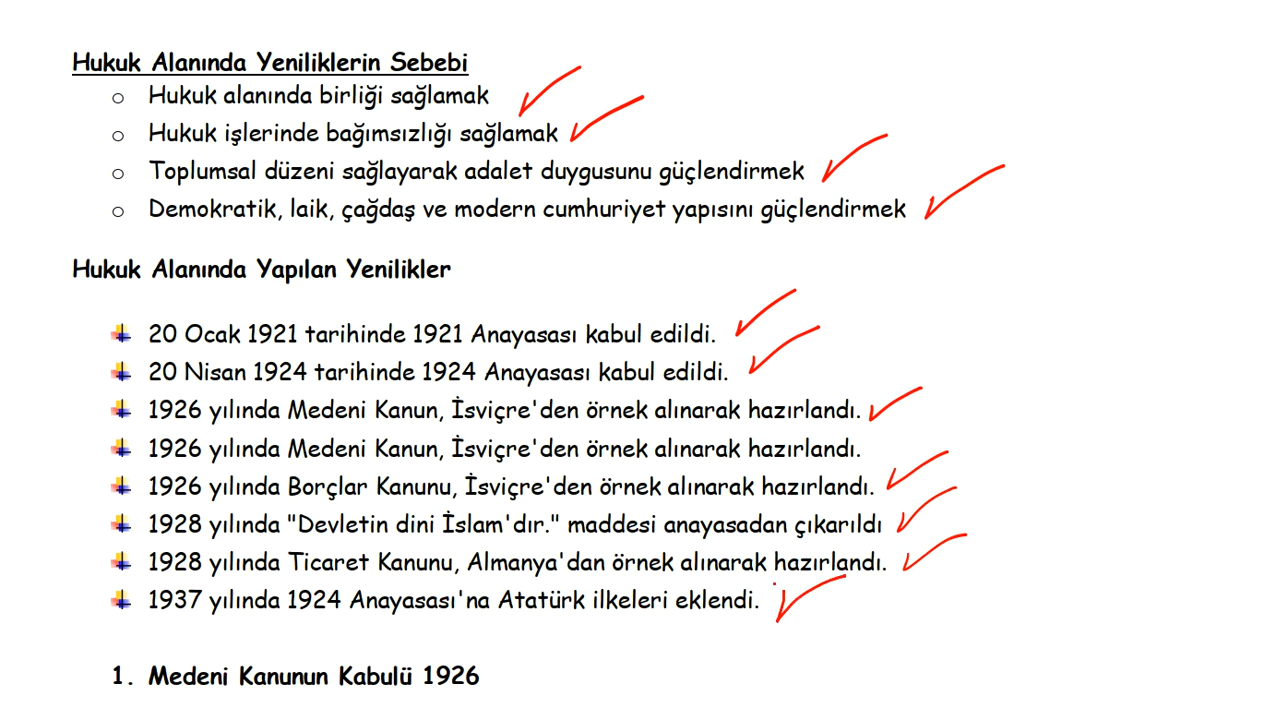 Hukuk Alanında Yeniliklerin Sebebi
Hukuk alanında birliği sağlamak
Hukuk işlerinde bağımsızlığı sağlamak
Toplumsal düzeni sağlayarak adalet duygusunu güçlendirmek
Demokratik, laik, çağdaş ve modern cumhuriyet yapısını güçlendirmek
Hukuk Alanında Yapılan Yenilikler
20 Ocak 1921 tarihinde 1921 Anayasası kabul edildi.
20 Nisan 1924 tarihinde 1924 Anayasası kabul edildi.
1926 yılında Medeni Kanun, İsviçre'den örnek alınarak hazırlandı.
1926 yılında Medeni Kanun, İsviçre'den örnek alınarak hazırlandı.
1926 yılında Borçlar Kanunu, İsviçre'den örnek alınarak hazırlandı.
1928 yılında "Devletin dini İslam'dır." maddesi anayasadan çıkarıldı
1928 yılında Ticaret Kanunu, Almanya'dan örnek alınarak hazırlandı.
1937 yılında 1924 Anayasası'na Atatürk ilkeleri eklendi.
1. Medeni Kanunun Kabulü 1926